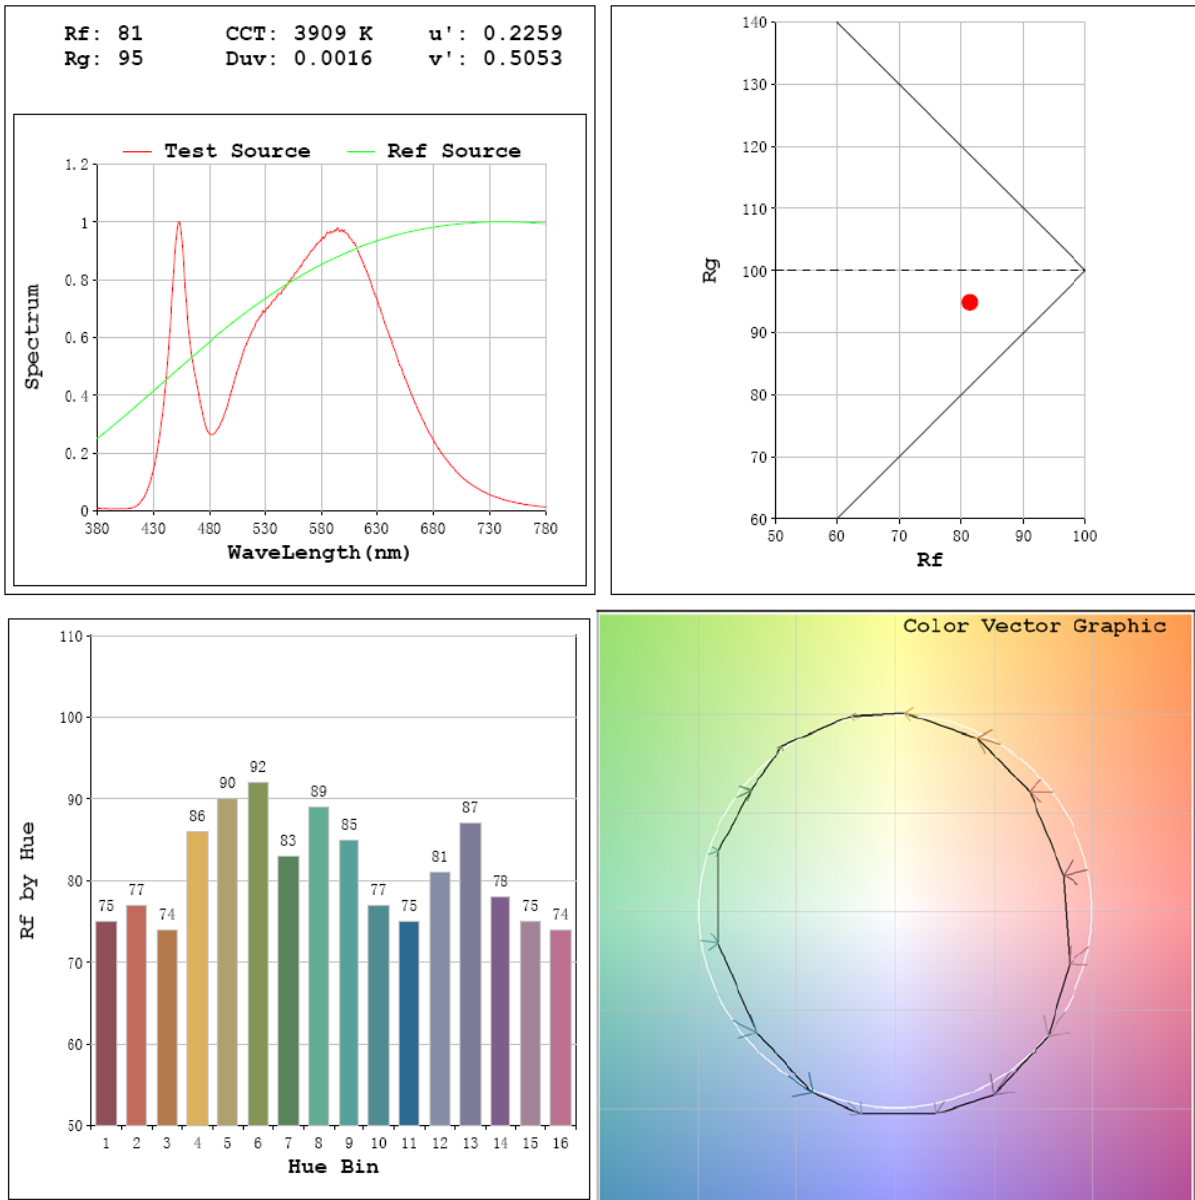 Rf: 81 CCT: 3909 K u': 0.2259
Rg: 95 Duv: 0.0016 v': 0.5053
Test Source Ref Source
1.2
1
0.8
0.6
0.4
0.2
0
Spectrum
380 430 480 530 580 630 680 730 780
WaveLength(nm)
140
130
120
110
100
90
80
70
60
Rg
50 60 70 80 90 100
Rf
110
100
90
80
70
60
50
Rf by Hue
75 77 74 86 90 92 83 89 85 77 75 81 87 78 75 74
1 2 3 4 5 6 7 8 9 10 11 12 13 14 15 16
Hue Bin
Color Vector Graphic